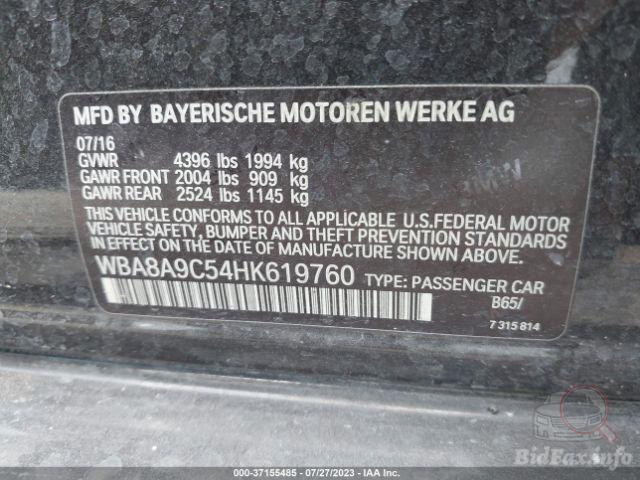 MFD BY BAYERISCHE MOTOREN WERKE AG
07/16
GVWR 4396 lbs 1994 kg
GAWR FRONT 2004 lbs 909 kg
GAWR REAR 2524 lbs 1145 kg
THIS VEHICLE CONFORMS TO ALL APPLICABLE U.S.FEDERAL MOTOR
VEHICLE SAFETY, BUMPER, AND THEFT PREVENTION STANDARDS
IN EFFECT ON THE DATE OF MANUFACTURE SHOWN ABOVE.
WBA8A9C54HK619760 TYPE: PASSENGER CAR
B65/
7 315 814
BMW
BidFax.info
000-37155485 - 07/27/2023 - IAA Inc.